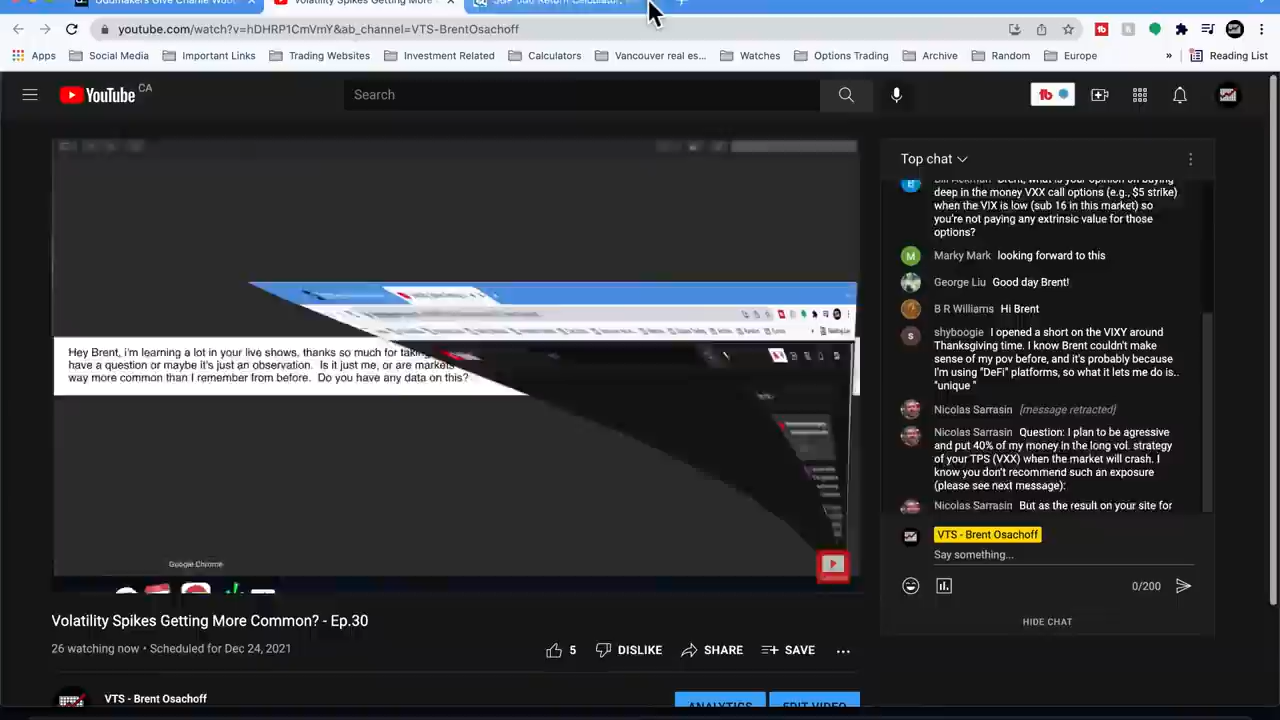 Volatility Spikes Getting More
S&P 500 Return Calculator,
youtube.com/watch?v=hDHRP1CmVmY&ab_channel=VTS-BrentOsachoff
Apps Social Media Important Links Trading Websites Investment Related Calculators Vancouver real es... Watches Options Trading Archive Random Europe » Reading List
YouTube CA
Search
Top chat
Brent, what is your opinion on buying
deep in the money VXX call options (e.g., $5 strike)
when the VIX is low (sub 16 in this market) so
you're not paying any extrinsic value for those
options?
Marky Mark looking forward to this
George Liu Good day Brent!
B R Williams Hi Brent
shyboogie I opened a short on the VIXY around
Thanksgiving time. I know Brent couldn't make
sense of my pov before, and it's probably because
I'm using "DeFi" platforms, so what it lets me do is..
"unique "
Nicolas Sarrasin [message retracted]
Nicolas Sarrasin Question: I plan to be agressive
and put 40% of my money in the long vol. strategy
of your TPS (VXX) when the market will crash. I
know you don't recommend such an exposure
(please see next message):
Nicolas Sarrasin But as the result on your site for
VTS - Brent Osachoff
Say something...
0/200
HIDE CHAT
Hey Brent, i'm learning a lot in your live shows, thanks so much for taking
have a question or maybe it's just an observation. Is it just me, or are markets
way more common than I remember from before. Do you have any data on this?
Google Chrome
Volatility Spikes Getting More Common? - Ep.30
26 watching now • Scheduled for Dec 24, 2021
5 DISLIKE SHARE SAVE
VTS - Brent Osachoff
ANALYTICS EDIT VIDEO